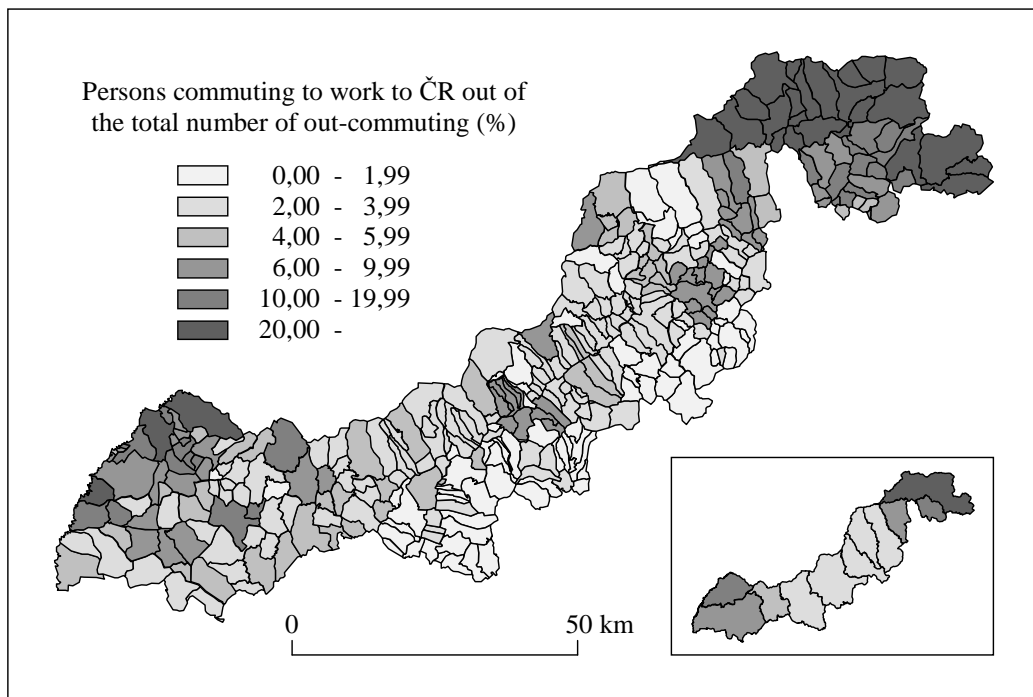 Persons commuting to work to ČR out of
the total number of out-commuting (%)
0,00 - 1,99
2,00 - 3,99
4,00 - 5,99
6,00 - 9,99
10,00 - 19,99
20,00 -
0 50 km